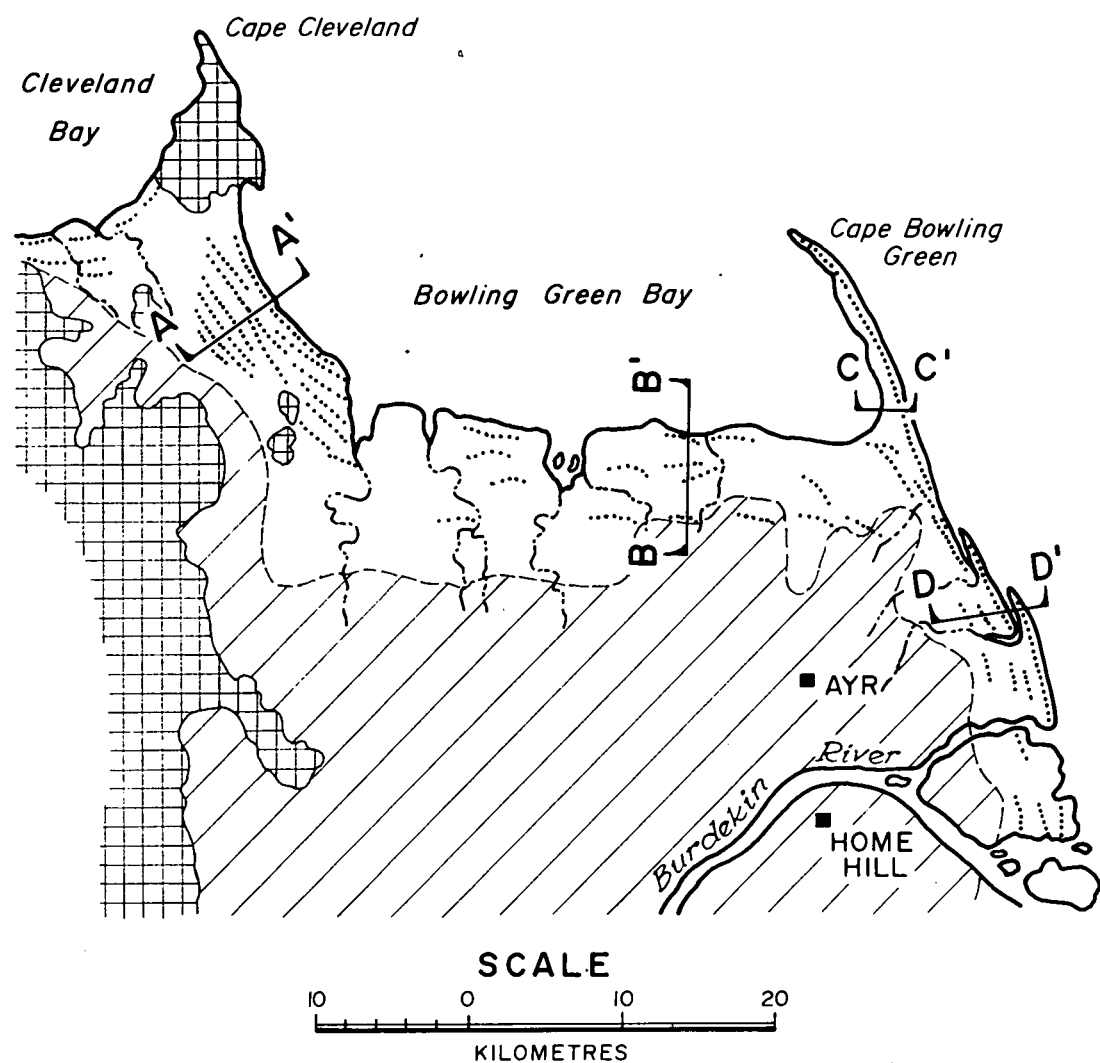 Cape Cleveland
Cleveland
Bay
A'
A
Cape Bowling
Green
Bowling Green Bay
B'
B
C C'
D D'
AYR
Burdekin River
HOME
HILL
SCALE
10 0 10 20
KILOMETRES